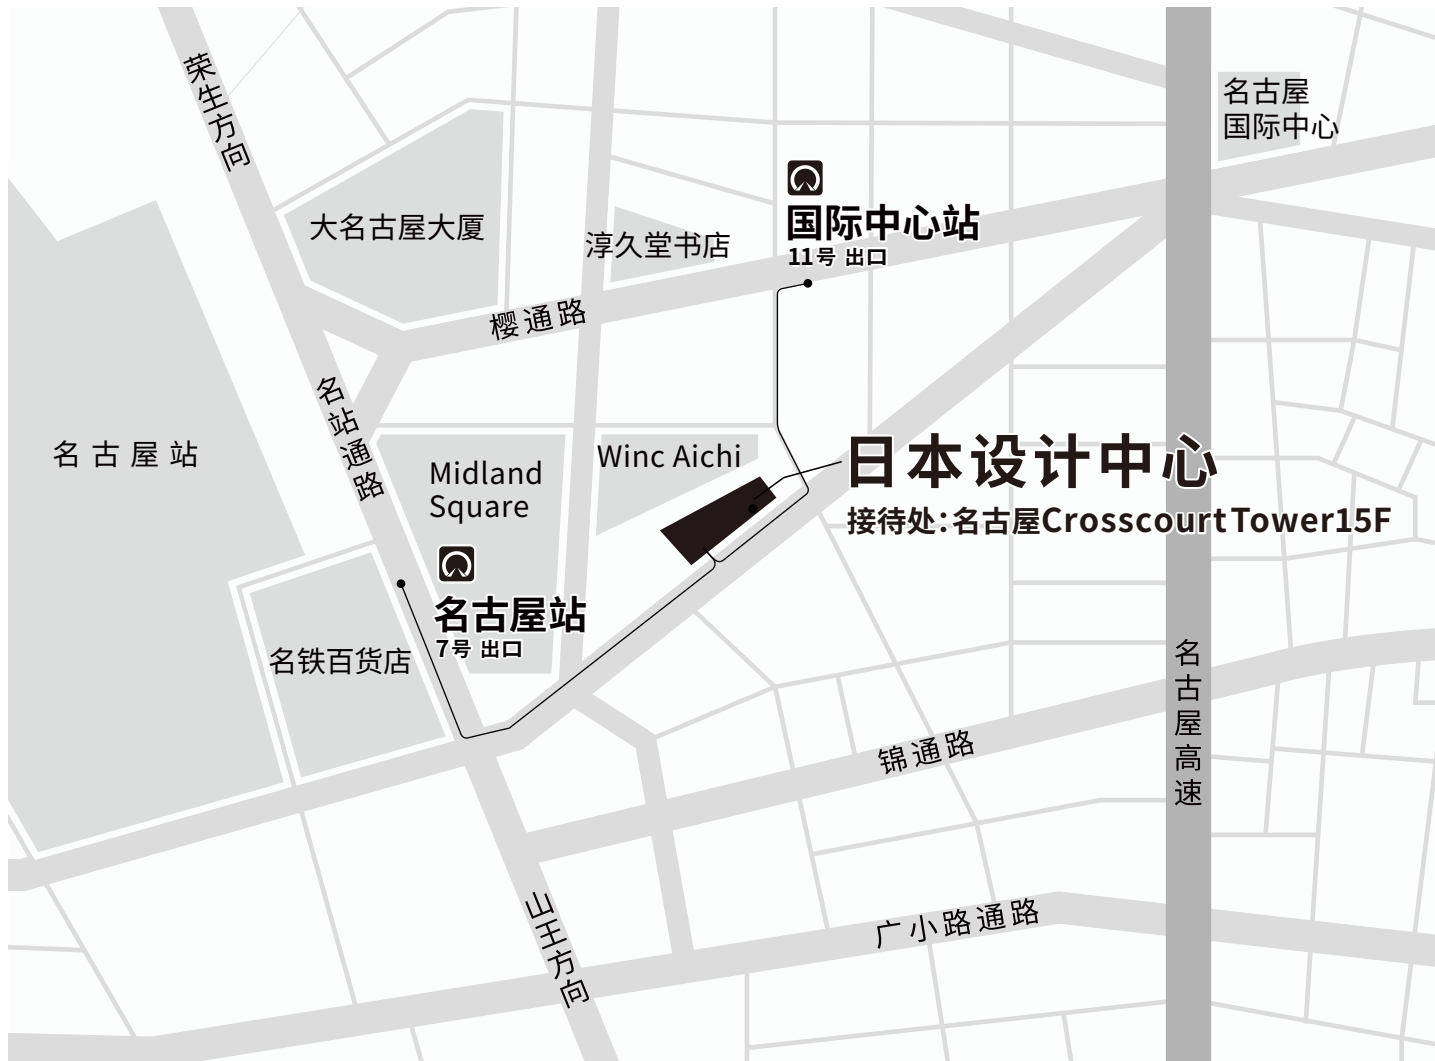 荣生方向
名古屋
国际中心
国际中心站
11号 出口
大名古屋大厦
淳久堂书店
樱通路
名站通路
名古屋站
Midland
Square
Winc Aichi
日本设计中心
接待处:名古屋Crosscourt Tower15F
名古屋站
7号 出口
名铁百货店
名古屋高速
锦通路
山王方向
广小路通路